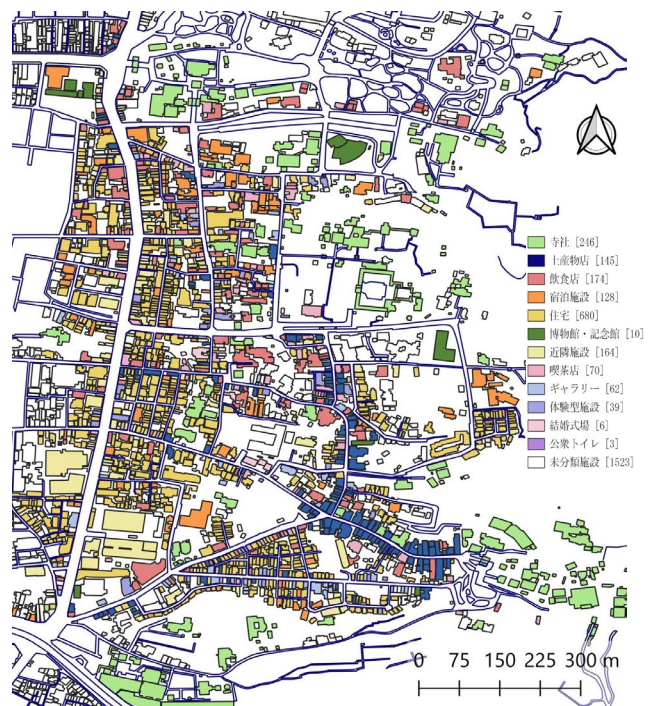 寺社 [246]
土産物店 [145]
飲食店 [174]
宿泊施設 [128]
住宅 [680]
博物館・記念館 [10]
近隣施設 [164]
喫茶店 [70]
ギャラリー [62]
体験型施設 [39]
結婚式場 [6]
公衆トイレ [3]
未分類施設 [1523]
0 75 150 225 300 m